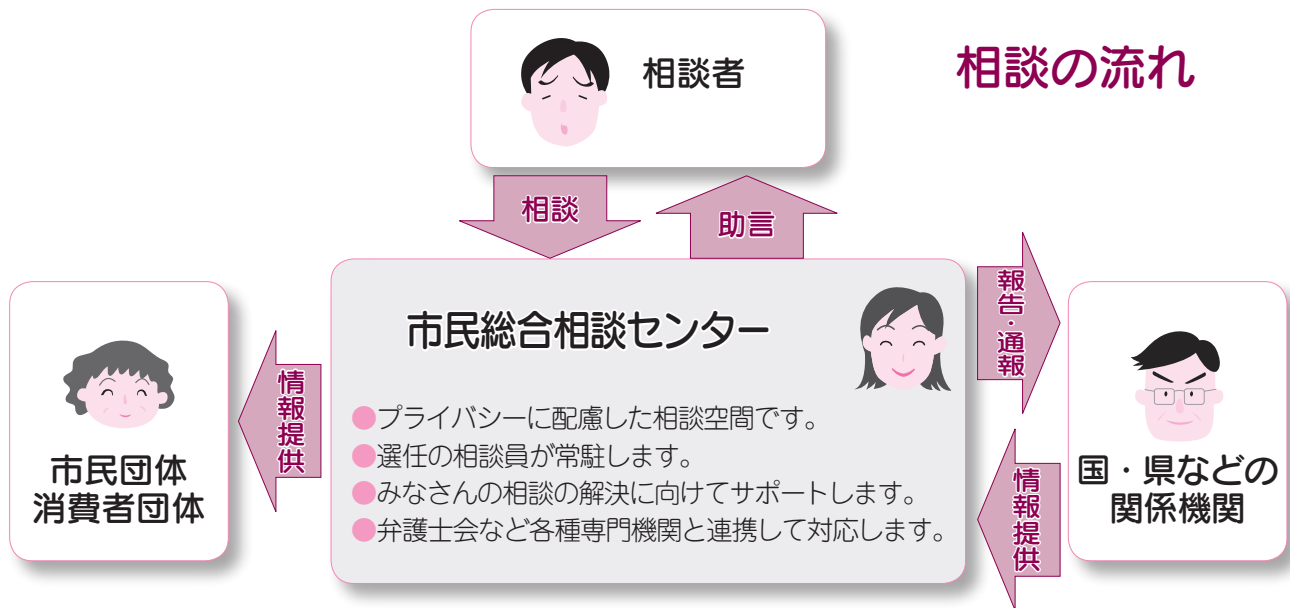 相談の流れ
相談者
相談
助言
市民総合相談センター
●プライバシーに配慮した相談空間です。
●選任の相談員が常駐します。
●みなさんの相談の解決に向けてサポートします。
●弁護士会など各種専門機関と連携して対応します。
情報提供
市民団体
消費者団体
報告・通報
情報提供
国・県などの
関係機関